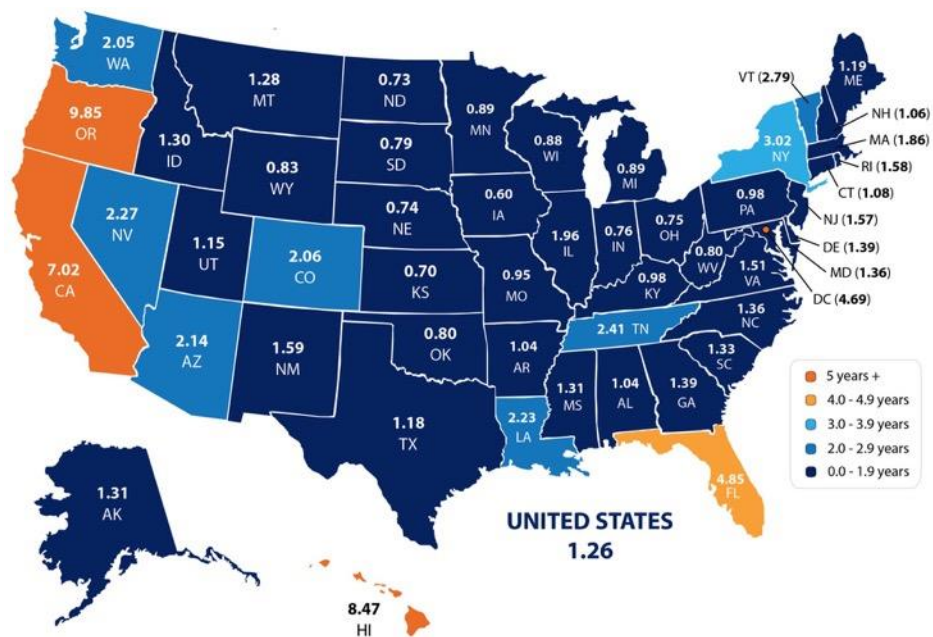 2.05
WA
9.85
OR
1.30
ID
1.28
MT
0.73
ND
0.89
MN
0.79
SD
0.83
WY
0.88
WI
0.89
MI
3.02
NY
VT (2.79)
1.19
ME
NH (1.06)
MA (1.86)
RI (1.58)
CT (1.08)
NJ (1.57)
DE (1.39)
MD (1.36)
DC (4.69)
7.02
CA
2.27
NV
1.15
UT
2.06
CO
0.74
NE
0.60
IA
1.96
IL
0.76
IN
0.75
OH
0.98
PA
0.80
WV
1.51
VA
0.70
KS
0.95
MO
0.98
KY
1.36
NC
2.14
AZ
1.59
NM
0.80
OK
1.04
AR
2.41 TN
1.33
SC
1.18
TX
2.23
LA
1.31
MS
1.04
AL
1.39
GA
4.85
FL
5 years +
4.0 - 4.9 years
3.0 - 3.9 years
2.0 - 2.9 years
0.0 - 1.9 years
1.31
AK
8.47
HI
UNITED STATES
1.26